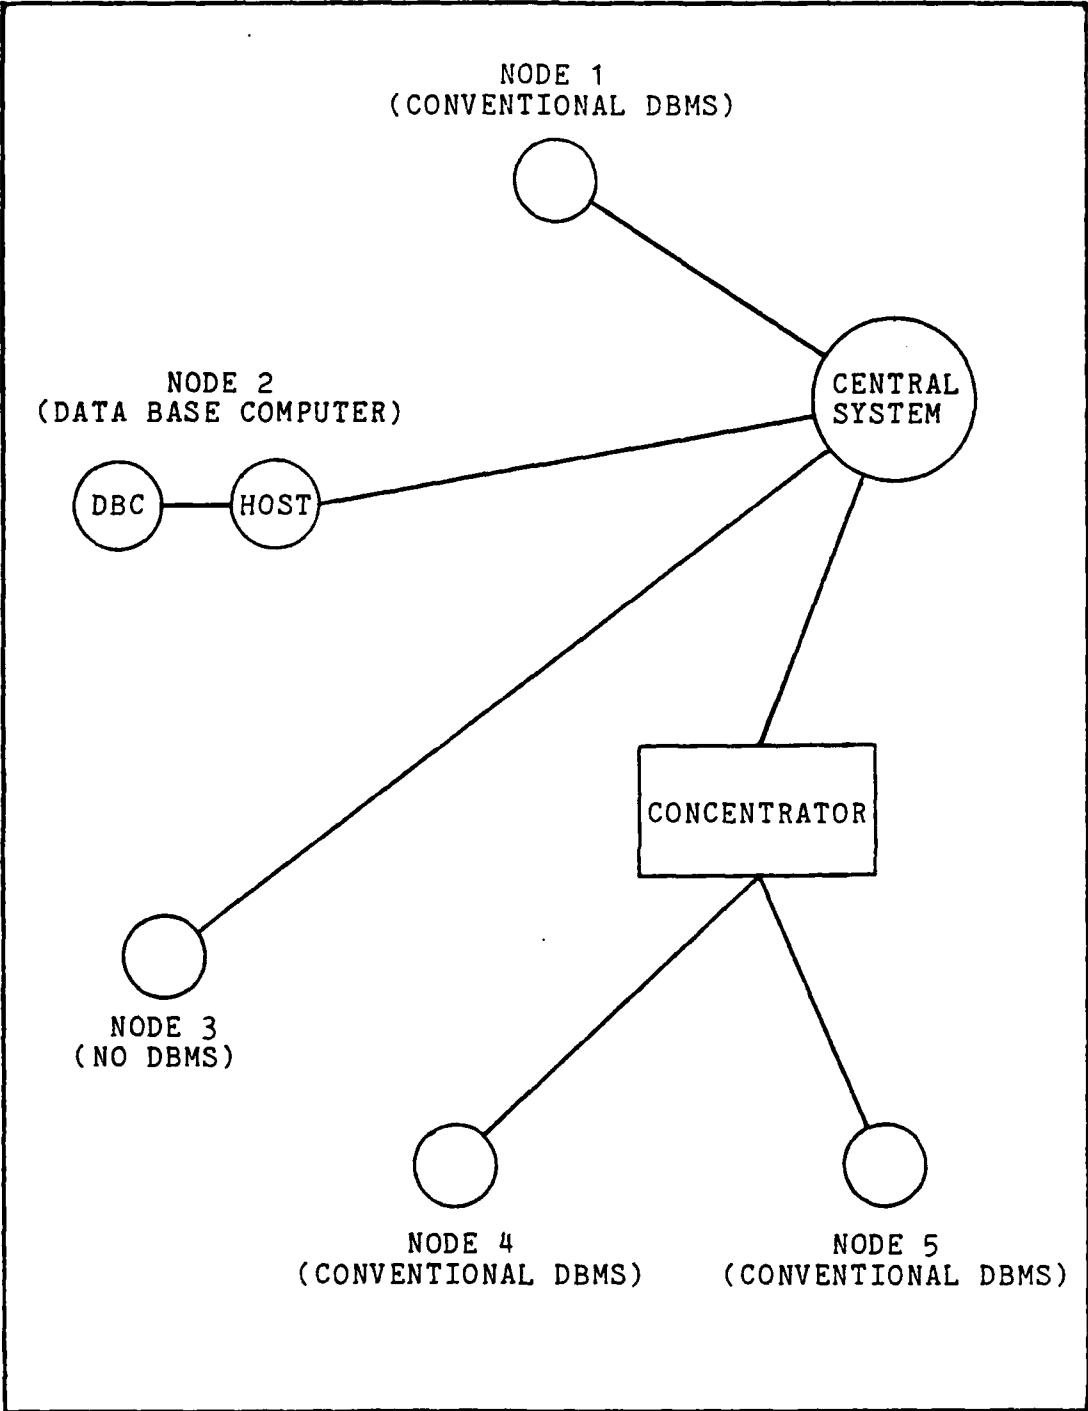 NODE 1
(CONVENTIONAL DBMS)
CENTRAL
SYSTEM
NODE 2
(DATA BASE COMPUTER)
DBC
HOST
CONCENTRATOR
NODE 3
(NO DBMS)
NODE 4
(CONVENTIONAL DBMS)
NODE 5
(CONVENTIONAL DBMS)